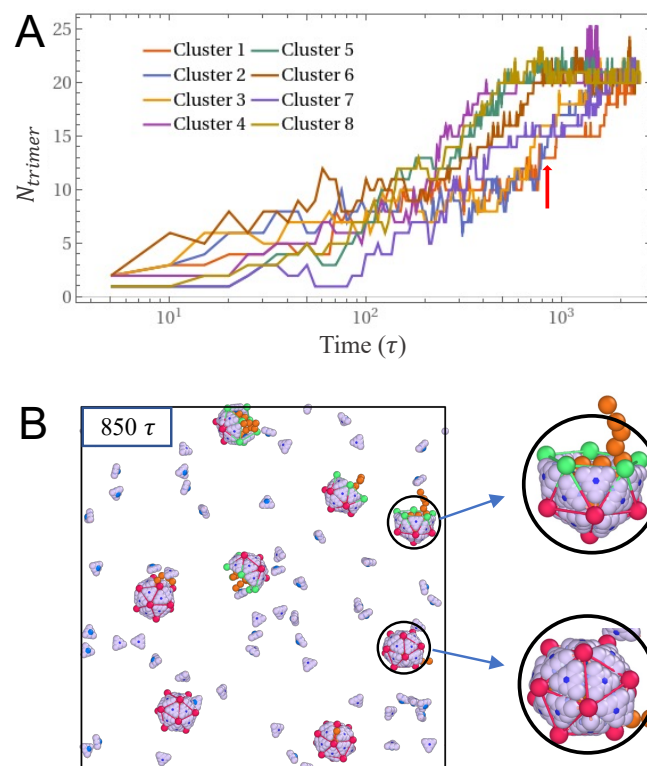 A
25
20
15
10
5
0
N_trimer
Cluster 1 Cluster 5
Cluster 2 Cluster 6
Cluster 3 Cluster 7
Cluster 4 Cluster 8
10¹ 10² 10³
Time (τ)
B
850 τ